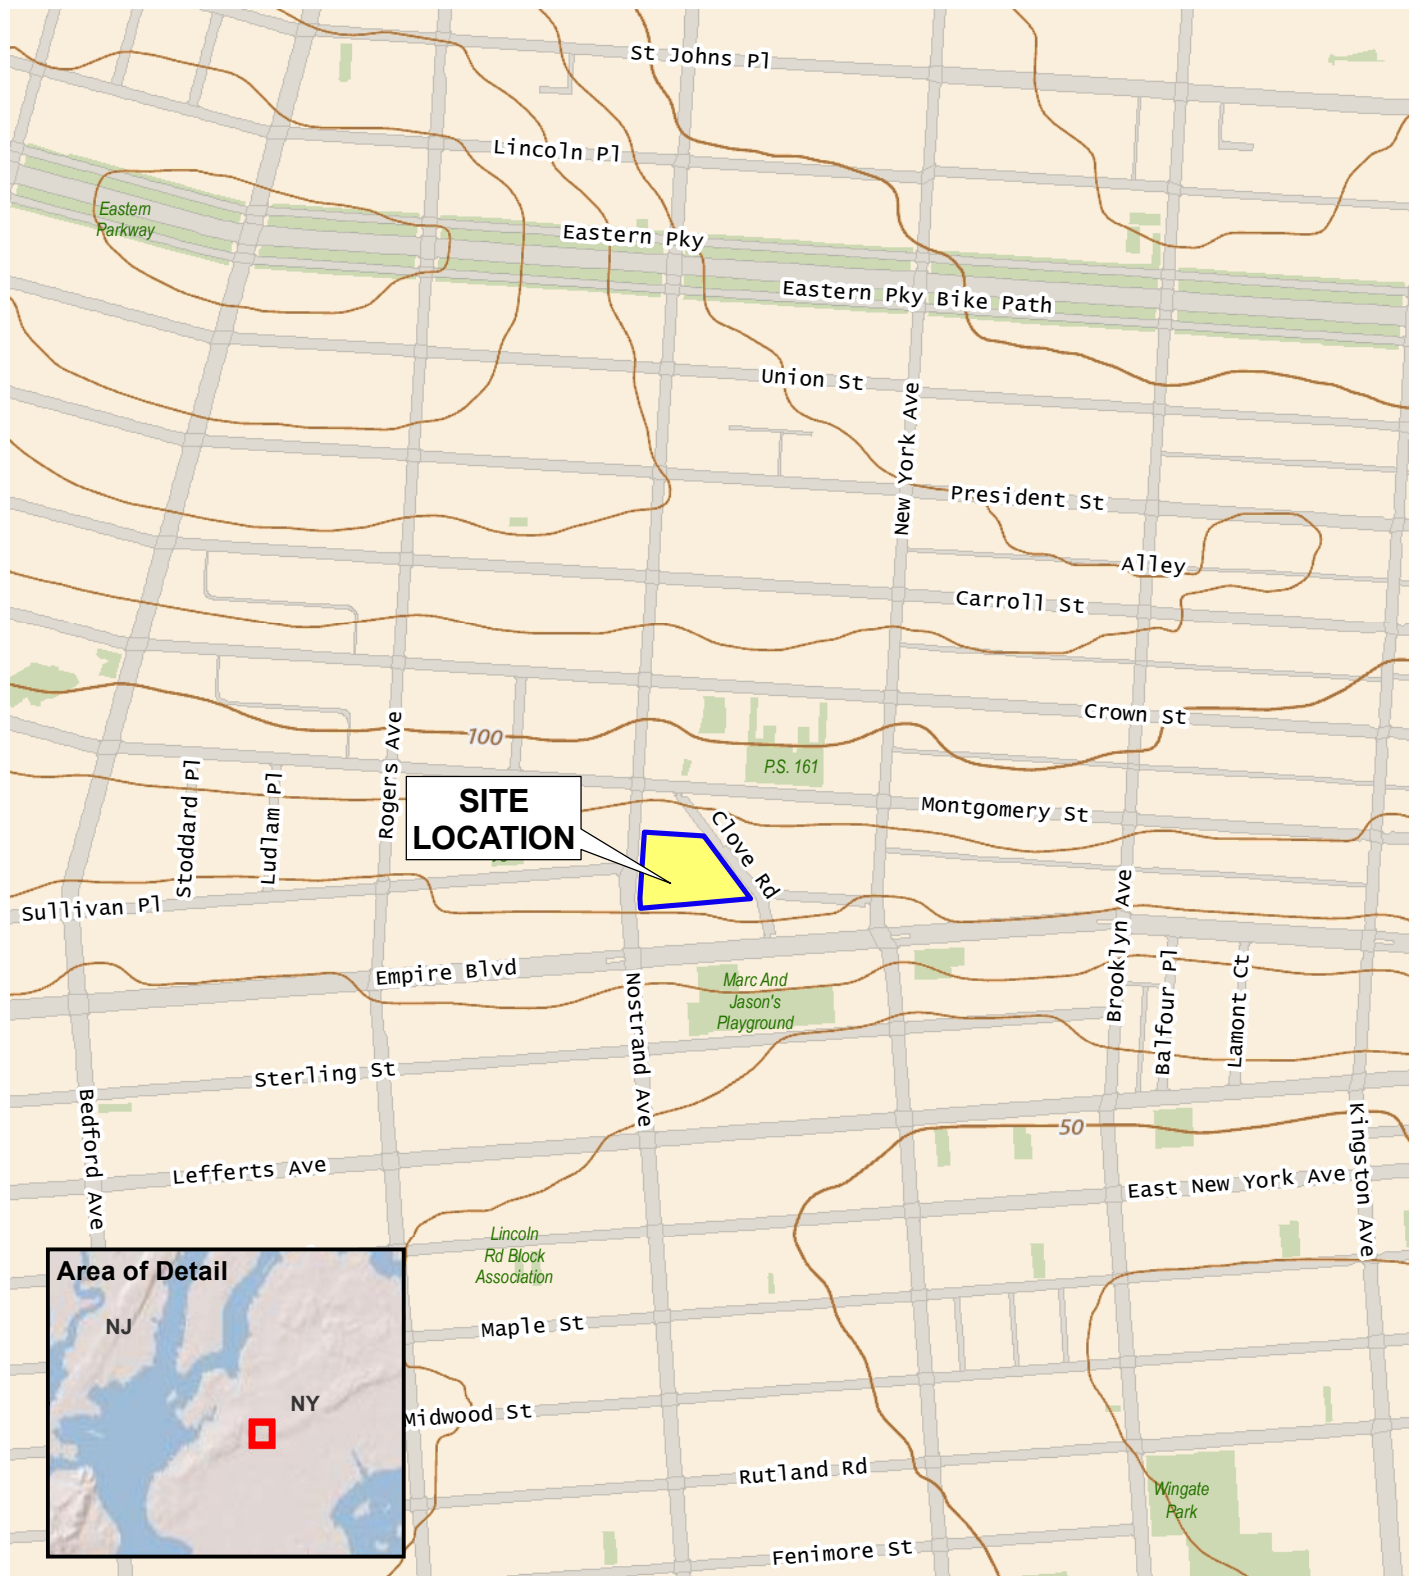 St Johns Pl
Lincoln Pl
Eastern
Parkway
Eastern Pky
Eastern Pky Bike Path
Union St
New York Ave
President St
Alley
Carroll St
Crown St
Rogers Ave
100
P.S. 161
Stoddard Pl
Ludlam Pl
SITE
LOCATION
Montgomery St
Clove Rd
Sullivan Pl
Brooklyn Ave
Empire Blvd
Nostrand Ave
Marc And
Jason's
Playground
Balfour Pl
Lamont Ct
Sterling St
Bedford Ave
50
Kingston Ave
Lefferts Ave
East New York Ave
Lincoln
Rd Block
Association
Area of Detail
NJ
NY
Maple St
Midwood St
Rutland Rd
Wingate
Park
Fenimore St